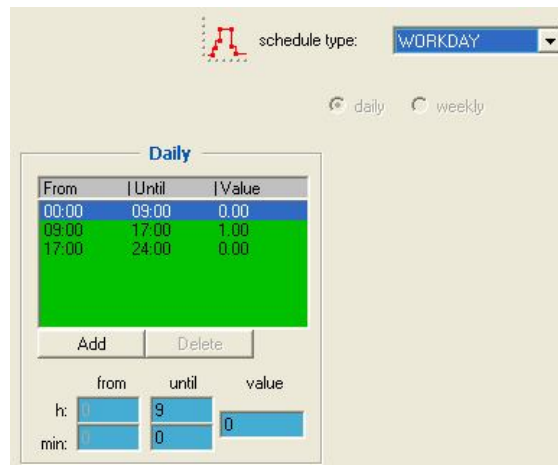 schedule type: WORKDAY
daily weekly
Daily
From | Until | Value
00:00 09:00 0.00
09:00 17:00 1.00
17:00 24:00 0.00
Add Delete
from until value
h: 0 9
0
min: 0 0